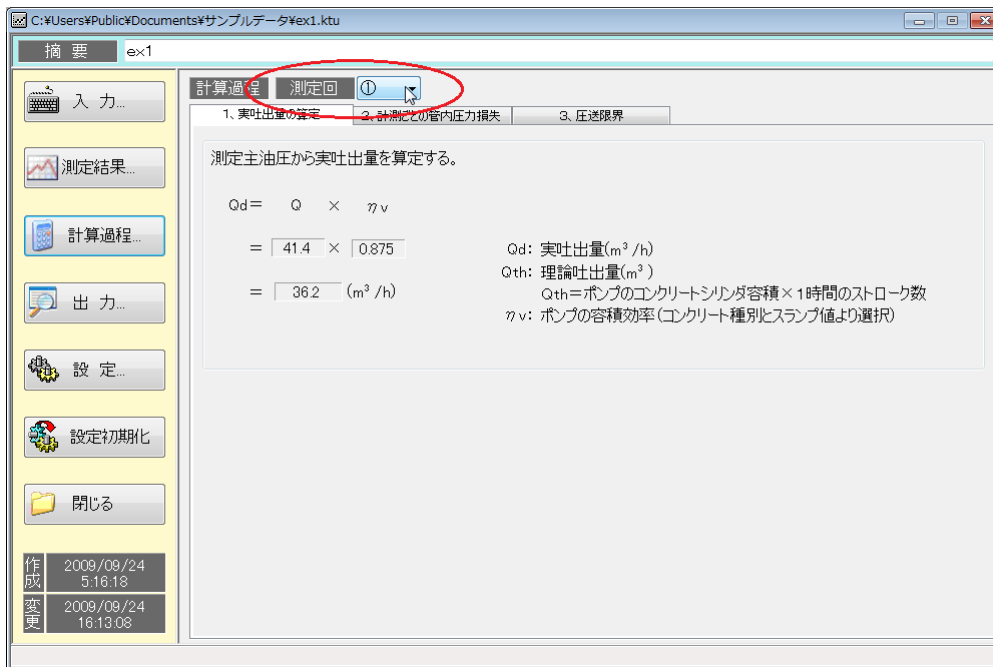 C:¥Users¥Public¥Documents¥サンプルデータ¥ex1.ktu
摘 要 ex1
入 力...
測定結果...
計算過程...
出 力...
設 定...
設定初期化
閉じる
作成 2009/09/24 5:16:18
変更 2009/09/24 16:13:08
計算過程 測定回 ①
1、実吐出量の算定 2、計測ごとの管内圧力損失 3、圧送限界
測定主油圧から実吐出量を算定する。
Qd= Q × ηv
= 41.4 × 0.875
= 36.2 (m³/h)
Qd: 実吐出量(m³/h)
Qth: 理論吐出量(m³)
Qth=ポンプのコンクリートシリンダ容積×1時間のストローク数
ηv: ポンプの容積効率(コンクリート種別とスランプ値より選択)